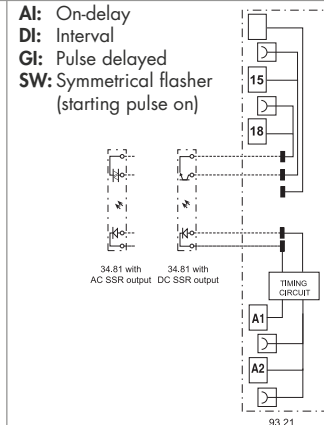 AI: On-delay
DI: Interval
GI: Pulse delayed
SW: Symmetrical flasher
(starting pulse on)
15
18
34.81 with
AC SSR output
34.81 with
DC SSR output
TIMING
CIRCUIT
A1
A2
93.21